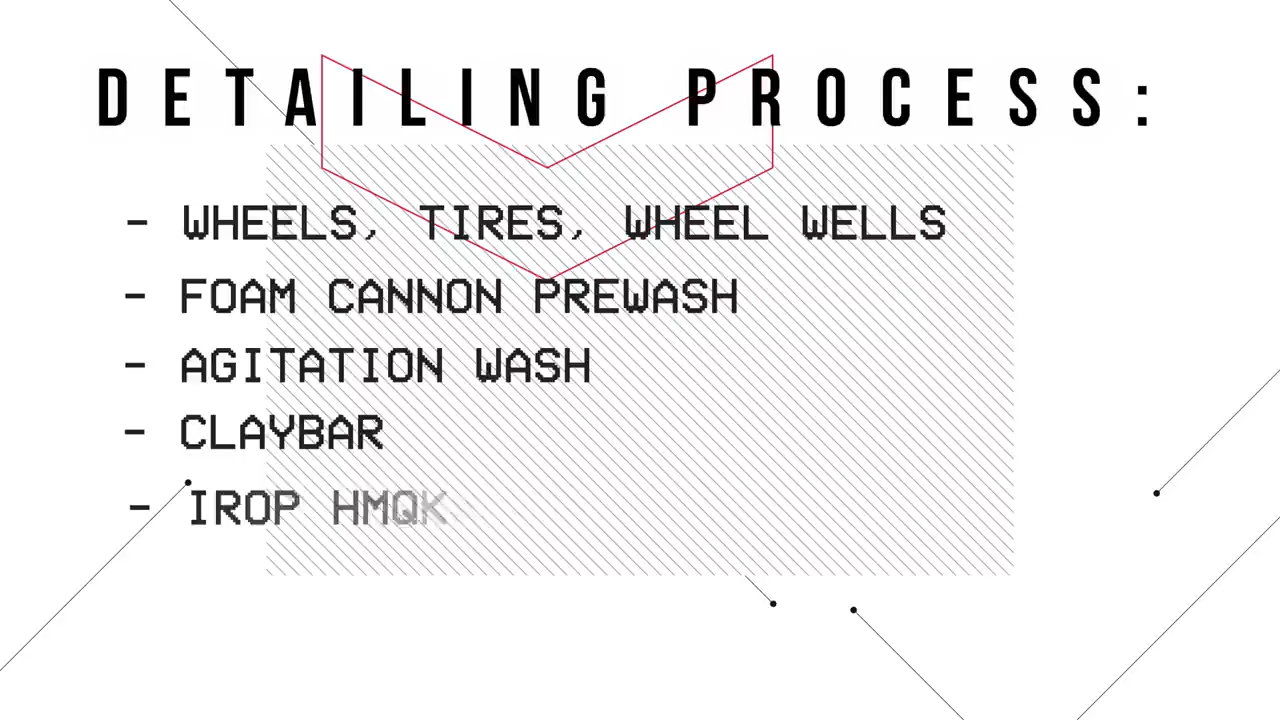 DETAILING PROCESS:
- WHEELS, TIRES, WHEEL WELLS
- FOAM CANNON PREWASH
- AGITATION WASH
- CLAYBAR
- IROP HMQK